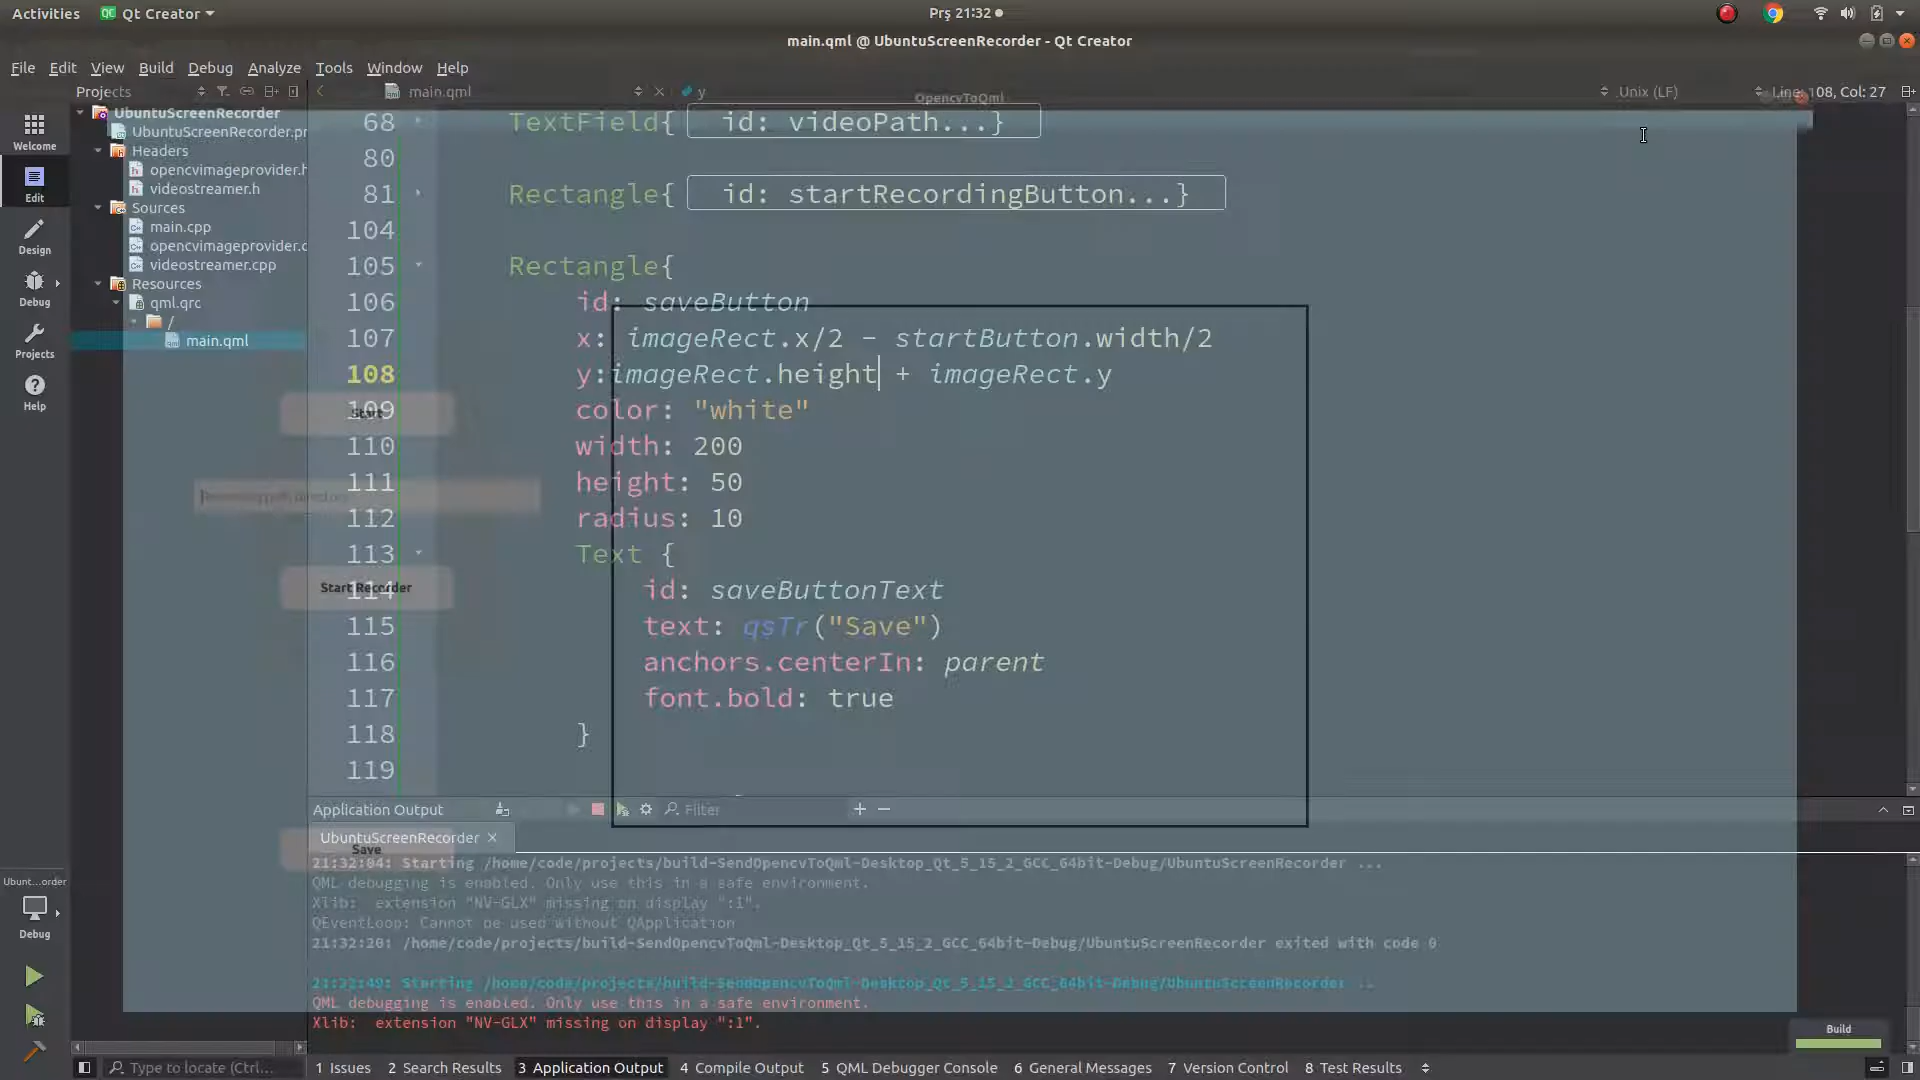 Activities Qt Creator Prş 21:32
main.qml @ UbuntuScreenRecorder - Qt Creator
File Edit View Build Debug Analyze Tools Window Help
Projects main.qml y Unix (LF) Line: 108, Col: 27
OpencvToQml
UbuntuScreenRecorder
UbuntuScreenRecorder.pr
Headers
opencvimageprovider.h
videostreamer.h
Sources
main.cpp
opencvimageprovider.c
videostreamer.cpp
Resources
qml.qrc
/
main.qml
Welcome
Edit
Design
Debug
Projects
Help
68 TextField{ id: videoPath...}
80
81 Rectangle{ id: startRecordingButton...}
104
105 Rectangle{
106 id: saveButton
107 x: imageRect.x/2 - startButton.width/2
108 y:imageRect.height + imageRect.y
109 color: "white"
110 width: 200
111 height: 50
112 radius: 10
113 Text {
114 id: saveButtonText
115 text: qsTr("Save")
116 anchors.centerIn: parent
117 font.bold: true
118 }
119
Start
Start Recorder
Save
Application Output Filter
UbuntuScreenRecorder
21:32:04: Starting /home/code/projects/build-SendOpencvToQml-Desktop_Qt_5_15_2_GCC_64bit-Debug/UbuntuScreenRecorder ...
QML debugging is enabled. Only use this in a safe environment.
Xlib: extension "NV-GLX" missing on display ":1".
QEventLoop: Cannot be used without QApplication
21:32:20: /home/code/projects/build-SendOpencvToQml-Desktop_Qt_5_15_2_GCC_64bit-Debug/UbuntuScreenRecorder exited with code 0
Starting /home/code/projects/build-SendOpencvToQml-Desktop_Qt_5_15_2_GCC_64bit-Debug/UbuntuScreenRecorder ...
QML debugging is enabled. Only use this in a safe environment.
Xlib: extension "NV-GLX" missing on display ":1".
Ubunt...order
Debug
Build
Type to locate (Ctrl... 1 Issues 2 Search Results 3 Application Output 4 Compile Output 5 QML Debugger Console 6 General Messages 7 Version Control 8 Test Results